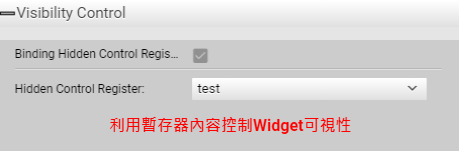 Visibility Control
Binding Hidden Control Regis...
Hidden Control Register:
test
利用暫存器內容控制Widget可視性